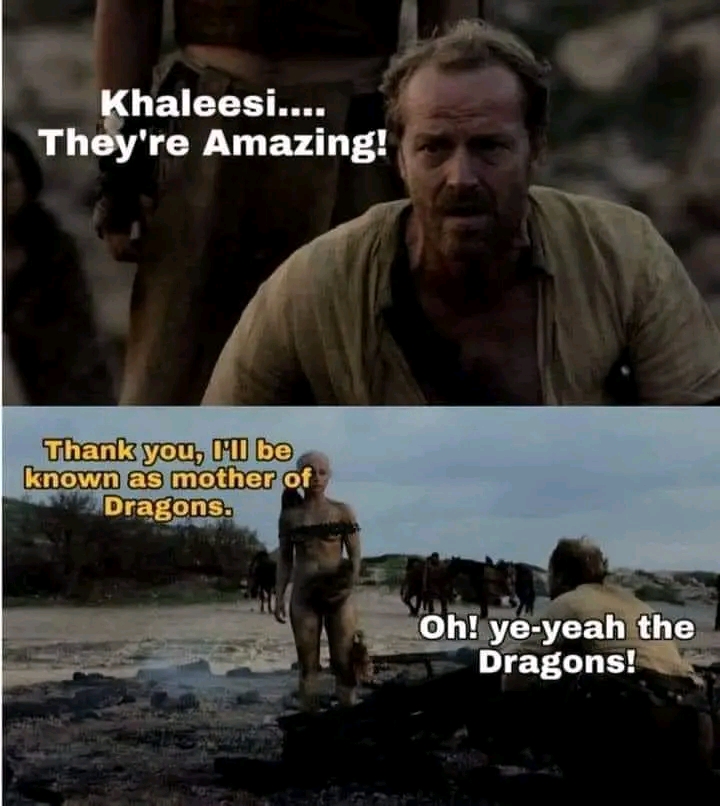 Khaleesi....
They're Amazing!
Thank you, I'll be
known as mother of
Dragons.
Oh! ye-yeah the
Dragons!